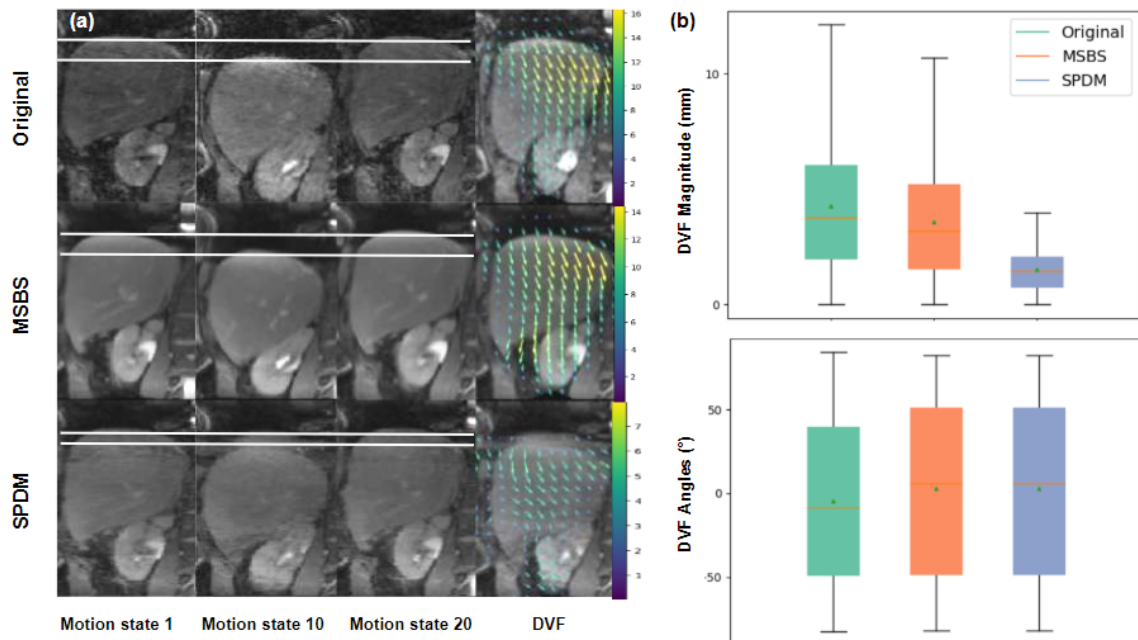 (a)
Original
MSBS
SPDM
16
14
12
10
8
6
4
2
14
12
10
8
6
4
2
7
6
5
4
3
2
1
Motion state 1 Motion state 10 Motion state 20 DVF
(b)
Original
MSBS
SPDM
DVF Magnitude (mm)
10
0
DVF Angles (°)
50
0
-50